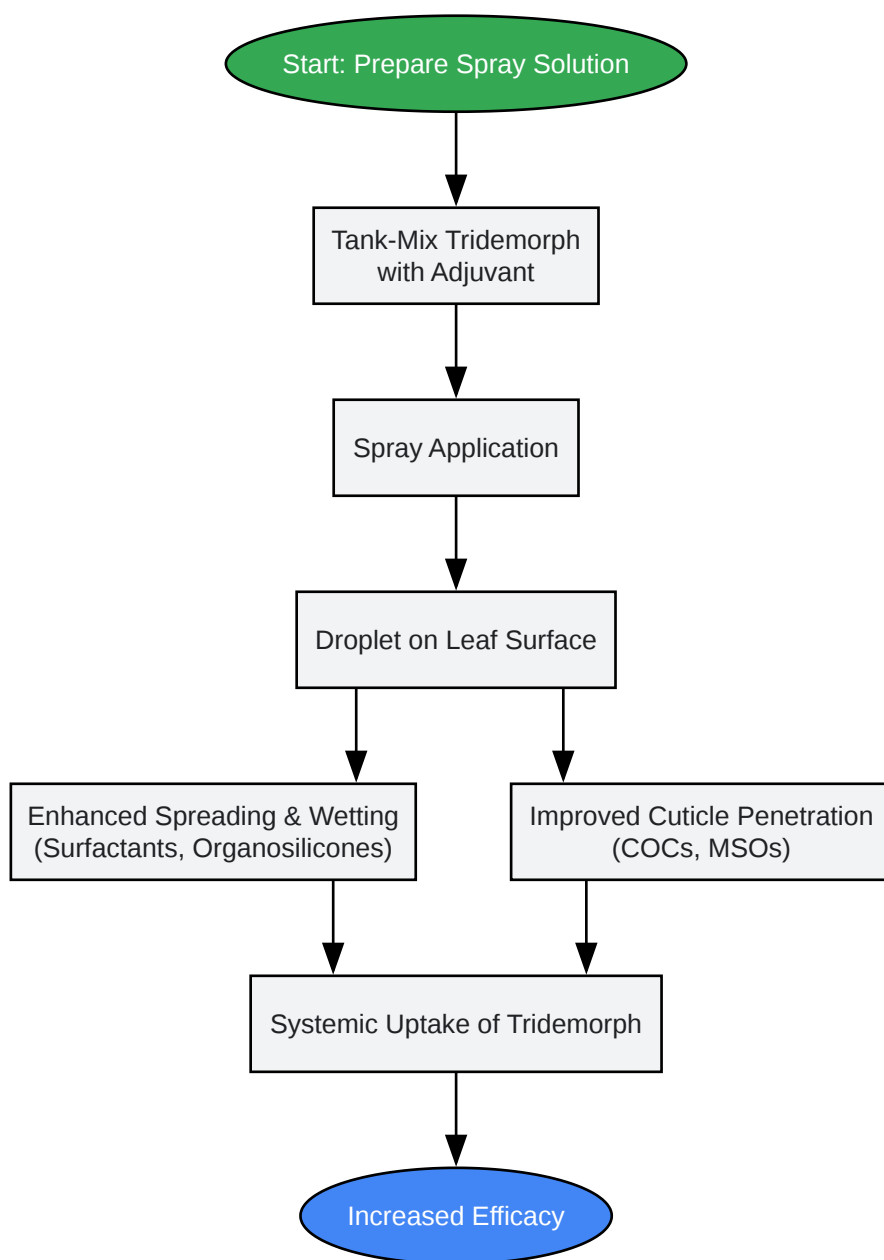 Start: Prepare Spray Solution
Tank-Mix Tridemorph
with Adjuvant
Spray Application
Droplet on Leaf Surface
Enhanced Spreading & Wetting
(Surfactants, Organosilicones)
Improved Cuticle Penetration
(COCs, MSOs)
Systemic Uptake of Tridemorph
Increased Efficacy